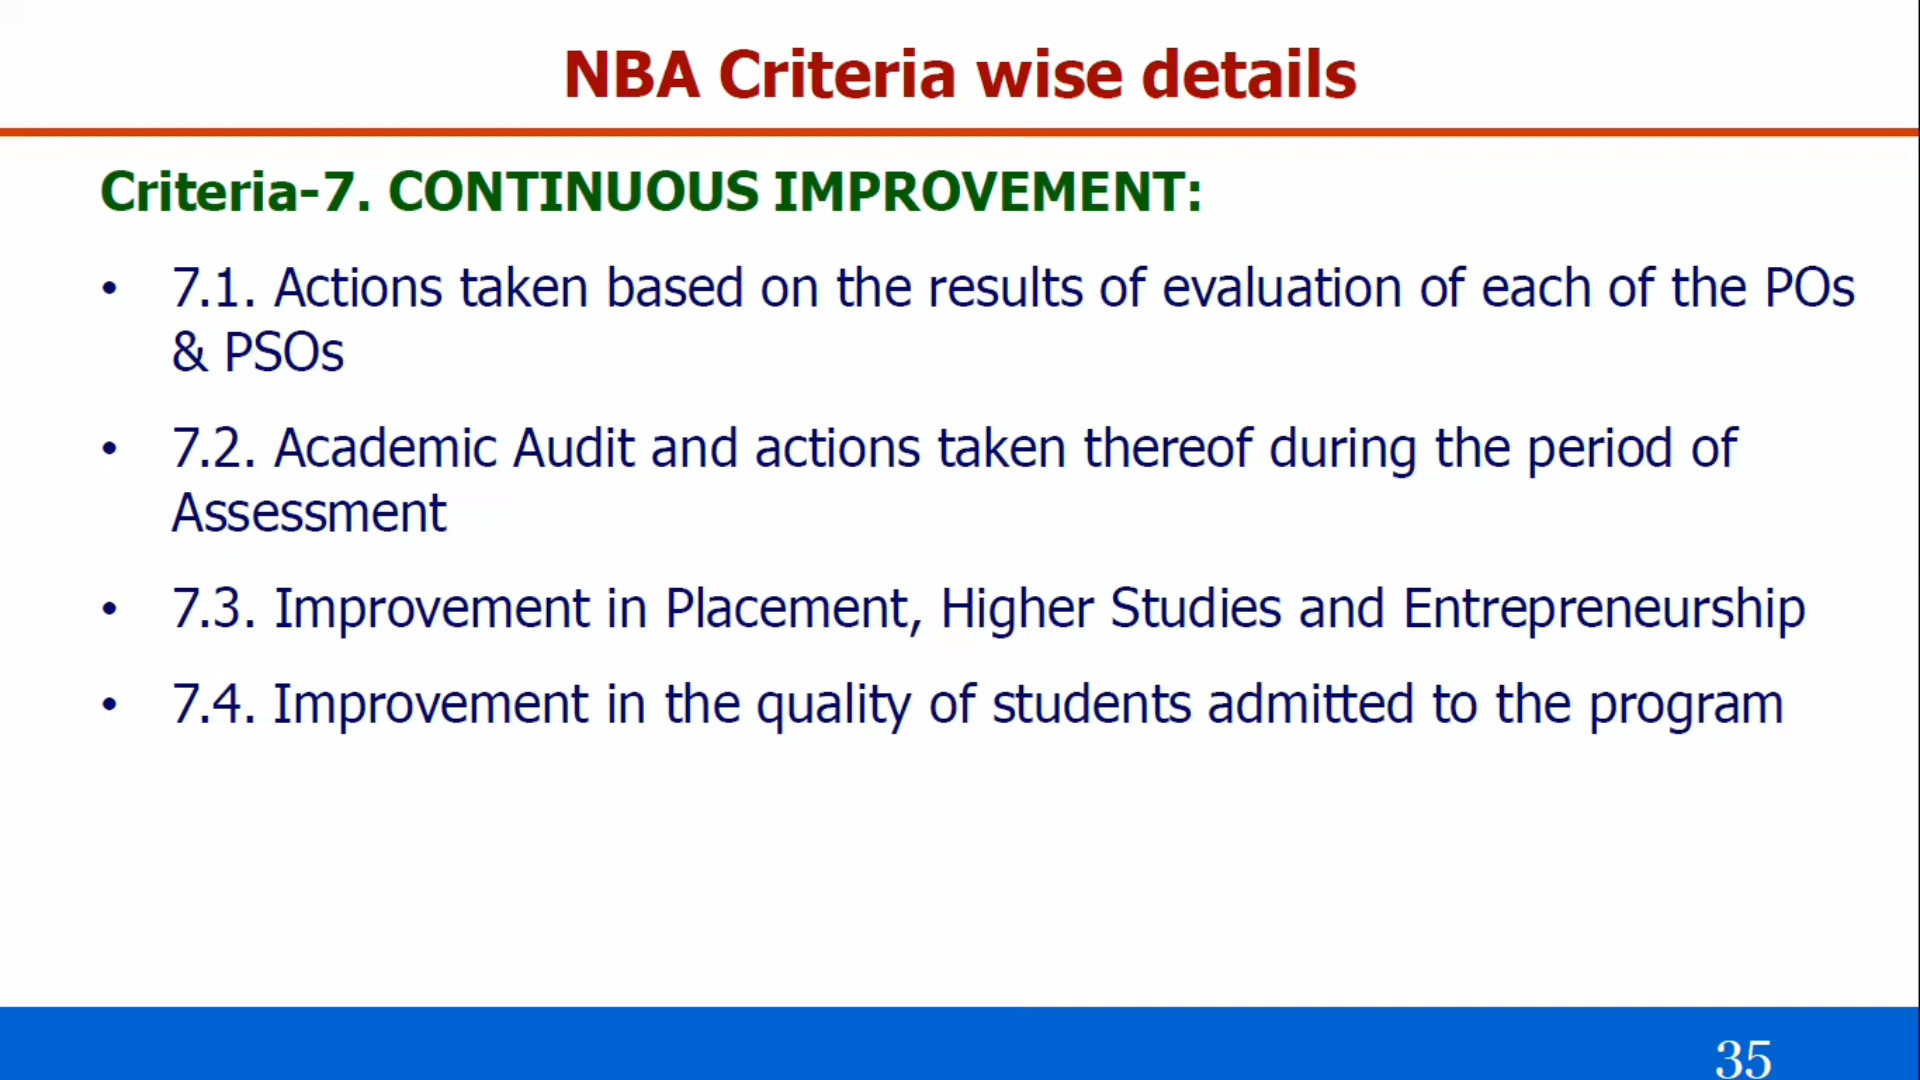 NBA Criteria wise details
Criteria-7. CONTINUOUS IMPROVEMENT:
• 7.1. Actions taken based on the results of evaluation of each of the POs
& PSOs
• 7.2. Academic Audit and actions taken thereof during the period of
Assessment
• 7.3. Improvement in Placement, Higher Studies and Entrepreneurship
• 7.4. Improvement in the quality of students admitted to the program
35